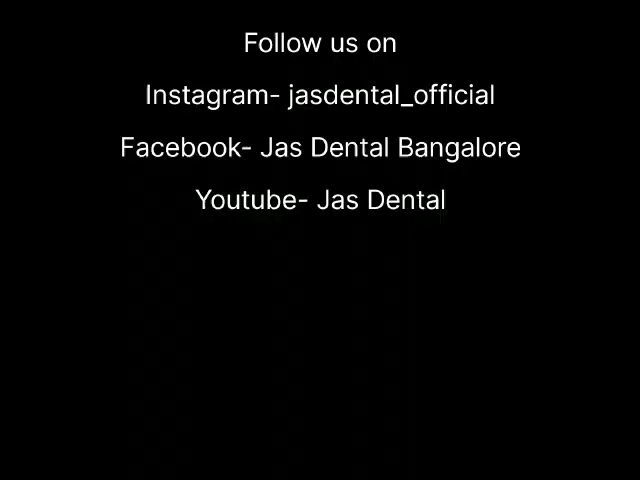 Follow us on
Instagram- jasdental_official
Facebook- Jas Dental Bangalore
Youtube- Jas Dental